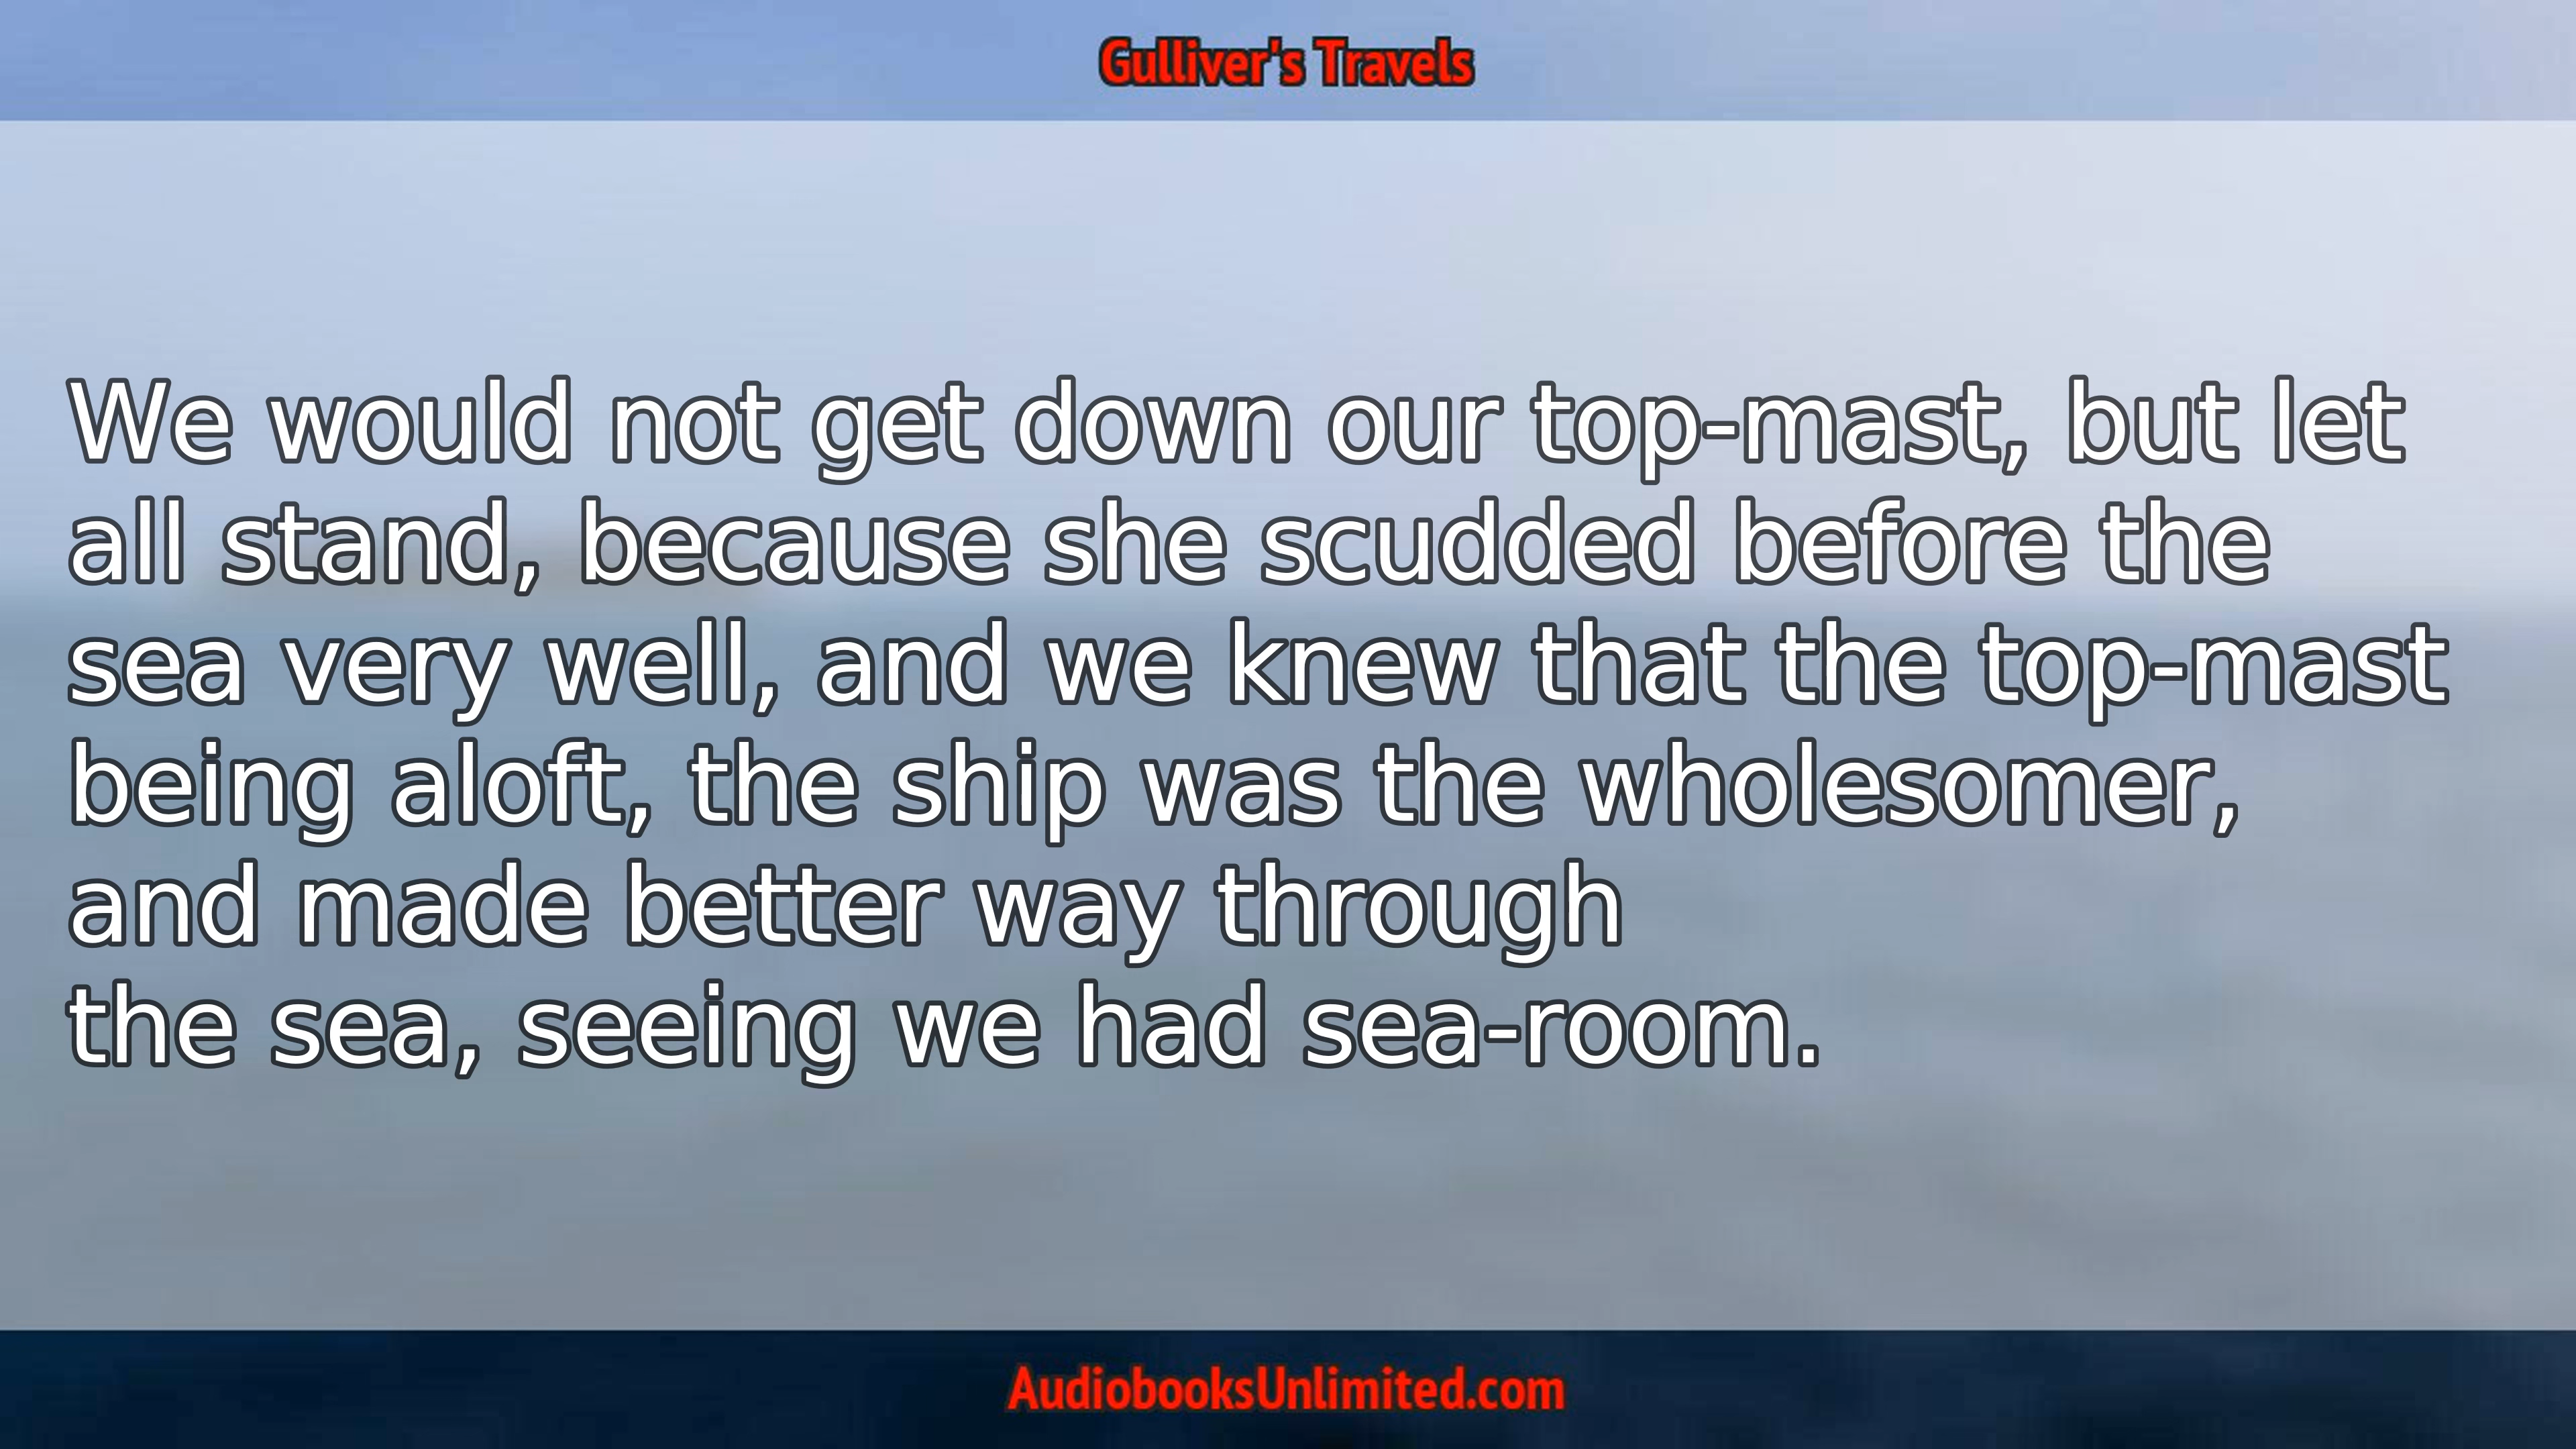 Gulliver's Travels
We would not get down our top-mast, but let
all stand, because she scudded before the
sea very well, and we knew that the top-mast
being aloft, the ship was the wholesomer,
and made better way through
the sea, seeing we had sea-room.
AudiobooksUnlimited.com